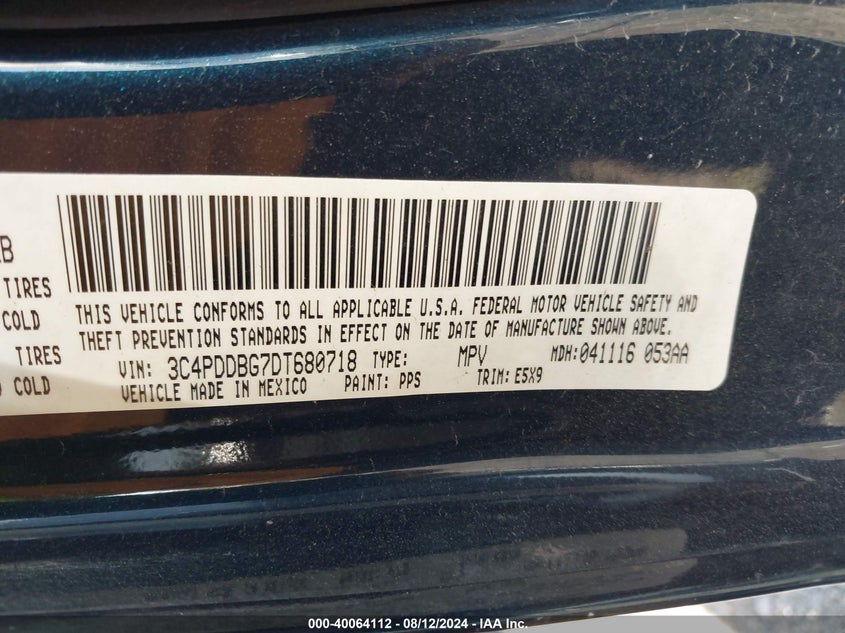 B
TIRES
COLD
TIRES
COLD
THIS VEHICLE CONFORMS TO ALL APPLICABLE U.S.A. FEDERAL MOTOR VEHICLE SAFETY AND
THEFT PREVENTION STANDARDS IN EFFECT ON THE DATE OF MANUFACTURE SHOWN ABOVE.
VIN: 3C4PDDBG7DT680718 TYPE: MPV MDH:041116 053AA
VEHICLE MADE IN MEXICO PAINT: PPS TRIM: E5X9
000-40064112 - 08/12/2024 - IAA Inc.